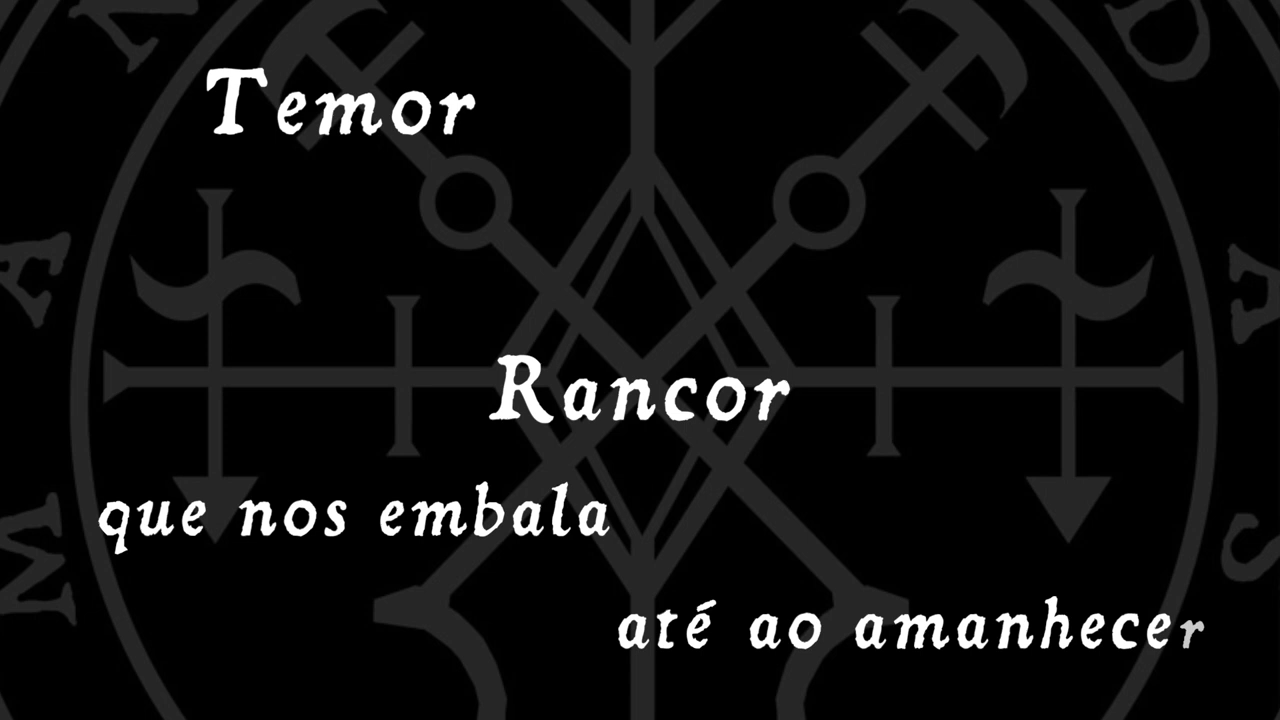 Temor
Rancor
que nos embala
até ao amanhecer